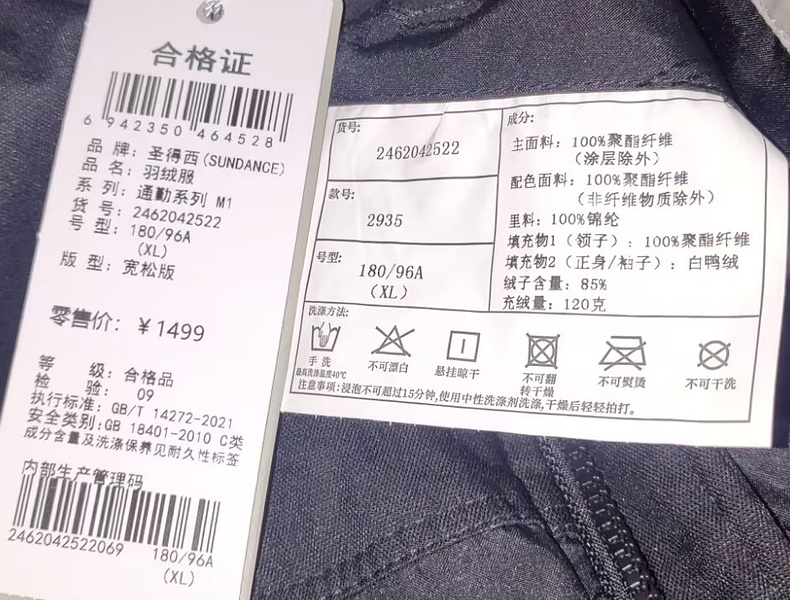 合格证
6 942350 464528
品 牌：圣得西(SUNDANCE)
品 名：羽绒服
系 列：通勤系列 M1
货 号：2462042522
号 型：180/96A
(XL)
版 型：宽松版
零售价：￥1499
等 级：合格品
检 验：09
执行标准：GB/T 14272-2021
安全类别:GB 18401-2010 C类
成分含量及洗涤保养见耐久性标签
内部生产管理码
2462042522069 180/96A
(XL)
货号：
2462042522
款号：
2935
号型：
180/96A
（XL）
成分：
主面料：100%聚酯纤维
（涂层除外）
配色面料：100%聚酯纤维
（非纤维物质除外）
里料：100%锦纶
填充物1（领子）：100%聚酯纤维
填充物2（正身/袖子）：白鸭绒
绒子含量：85%
充绒量：120克
洗涤方法：
手 洗
最高洗涤温度40℃
不可漂白
悬挂晾干
不可翻
转干燥
不可熨烫
不可干洗
注意事项：浸泡不可超过15分钟,使用中性洗涤剂洗涤,干燥后轻轻拍打。